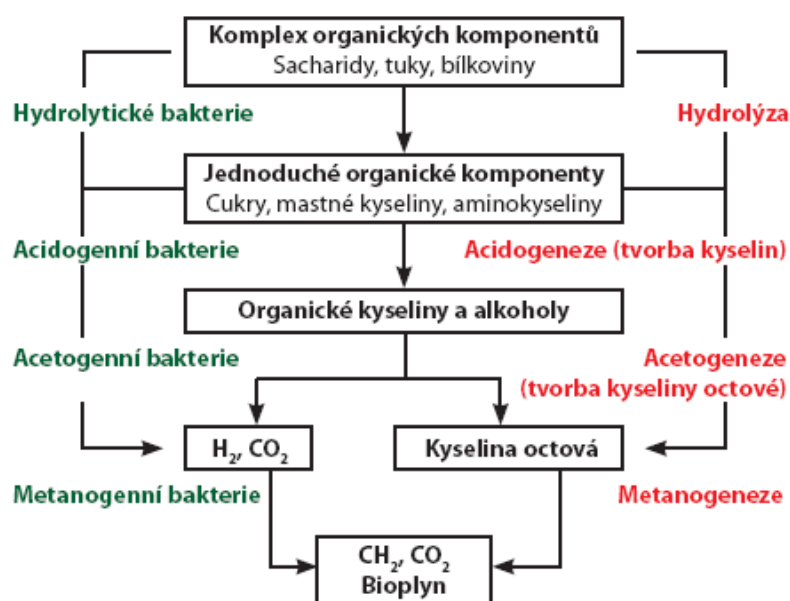 Komplex organických komponentů
Sacharidy, tuky, bílkoviny
Hydrolytické bakterie
Hydrolýza
Jednoduché organické komponenty
Cukry, mastné kyseliny, aminokyseliny
Acidogenní bakterie
Acidogeneze (tvorba kyselin)
Organické kyseliny a alkoholy
Acetogenní bakterie
Acetogeneze
(tvorba kyseliny octové)
H₂, CO₂
Kyselina octová
Metanogenní bakterie
Metanogeneze
CH₂, CO₂
Bioplyn